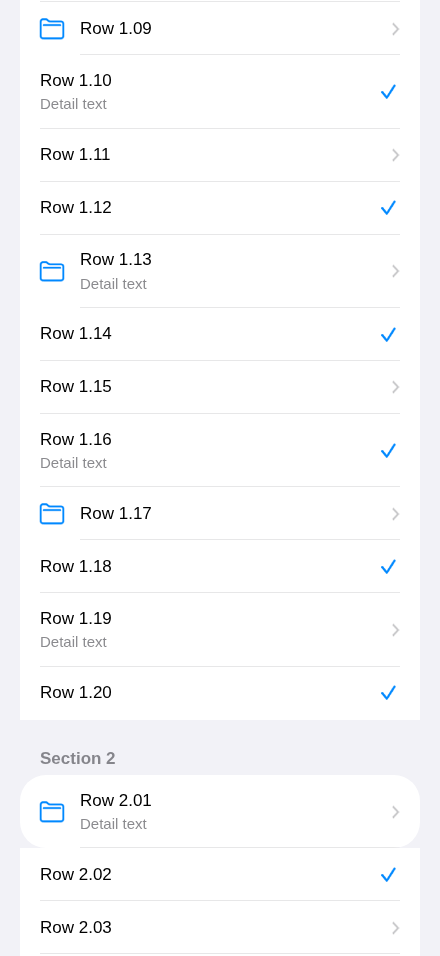 Row 1.09
Row 1.10
Detail text
Row 1.11
Row 1.12
Row 1.13
Detail text
Row 1.14
Row 1.15
Row 1.16
Detail text
Row 1.17
Row 1.18
Row 1.19
Detail text
Row 1.20
Section 2
Row 2.01
Detail text
Row 2.02
Row 2.03